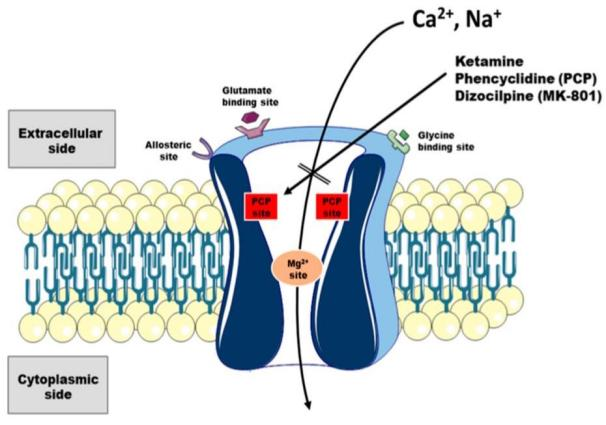 Ca²⁺, Na⁺
Ketamine
Phencyclidine (PCP)
Dizocilpine (MK-801)
Glutamate
binding site
Extracellular
side
Allosteric
site
Glycine
binding site
PCP
site
PCP
site
Mg²⁺
site
Cytoplasmic
side